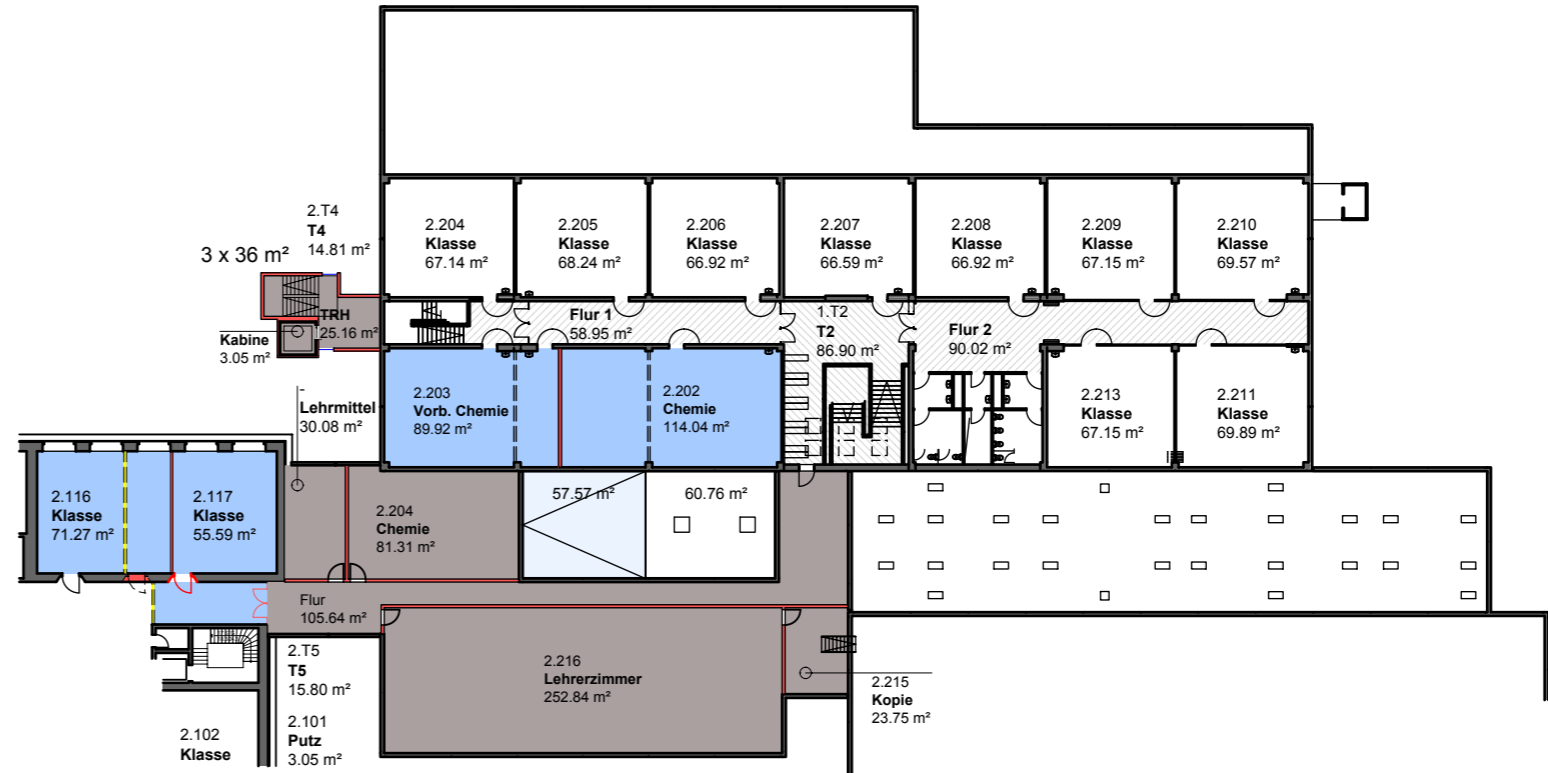 2.204
Klasse
67.14 m²
2.205
Klasse
68.24 m²
2.206
Klasse
66.92 m²
2.207
Klasse
66.59 m²
2.208
Klasse
66.92 m²
2.209
Klasse
67.15 m²
2.210
Klasse
69.57 m²
2.T4
T4
14.81 m²
3 x 36 m²
TRH
125.16 m²
Kabine
3.05 m²
Flur 1
58.95 m²
1.T2
T2
86.90 m²
Flur 2
90.02 m²
-
Lehrmittel
30.08 m²
2.203
Vorb. Chemie
89.92 m²
2.202
Chemie
114.04 m²
2.213
Klasse
67.15 m²
2.211
Klasse
69.89 m²
2.116
Klasse
71.27 m²
2.117
Klasse
55.59 m²
2.204
Chemie
81.31 m²
57.57 m²
60.76 m²
Flur
105.64 m²
2.T5
T5
15.80 m²
2.101
Putz
3.05 m²
2.102
Klasse
2.216
Lehrerzimmer
252.84 m²
2.215
Kopie
23.75 m²